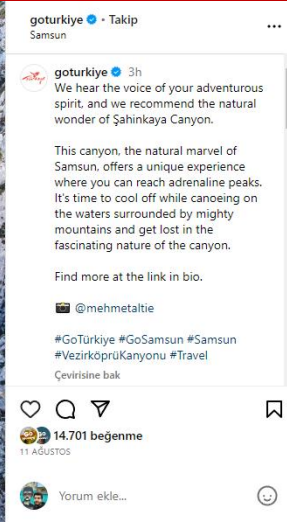 goturkiye • Takip
Samsun
goturkiye 3h
We hear the voice of your adventurous
spirit, and we recommend the natural
wonder of Şahinkaya Canyon.
This canyon, the natural marvel of
Samsun, offers a unique experience
where you can reach adrenaline peaks.
It's time to cool off while canoeing on
the waters surrounded by mighty
mountains and get lost in the
fascinating nature of the canyon.
Find more at the link in bio.
@mehmetaltie
#GoTürkiye #GoSamsun #Samsun
#VezirköprüKanyonu #Travel
Çevirisine bak
14.701 beğenme
11 AĞUSTOS
Yorum ekle...